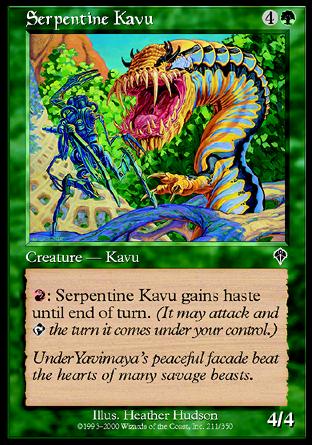 Serpentine Kavu 4
Creature — Kavu
: Serpentine Kavu gains haste
until end of turn. (It may attack and
the turn it comes under your control.)
Under Yavimaya's peaceful facade beat
the hearts of many savage beasts.
Illus. Heather Hudson
©1993-2000 Wizards of the Coast, Inc. 211/350
4/4